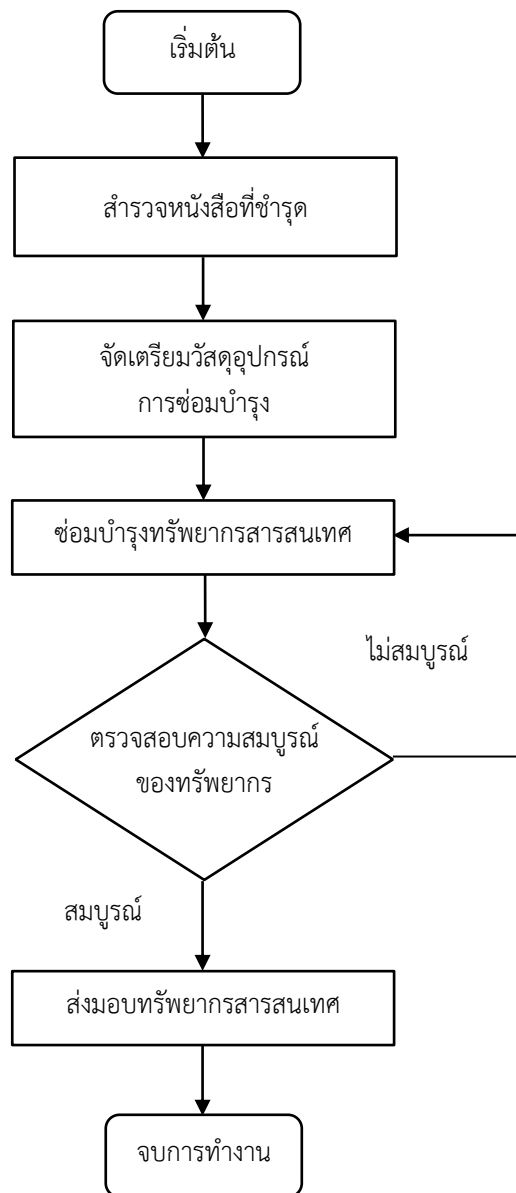 เริ่มต้น
สำรวจหนังสือที่ชำรุด
จัดเตรียมวัสดุอุปกรณ์
การซ่อมบำรุง
ซ่อมบำรุงทรัพยากรสารสนเทศ
ไม่สมบูรณ์
ตรวจสอบความสมบูรณ์
ของทรัพยากร
สมบูรณ์
ส่งมอบทรัพยากรสารสนเทศ
จบการทำงาน